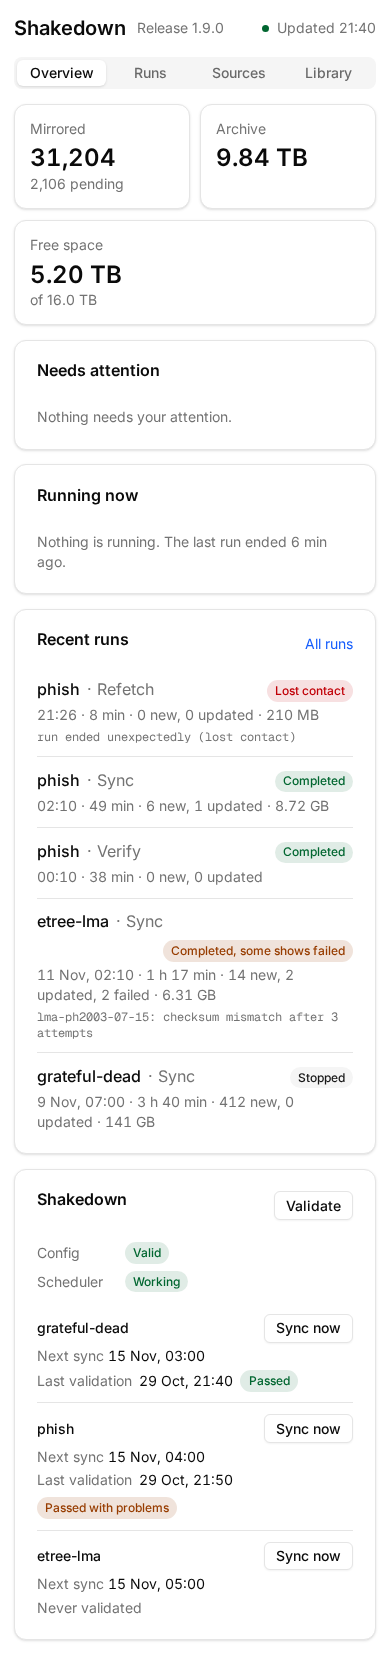 Shakedown Release 1.9.0 Updated 21:40
Overview Runs Sources Library
Mirrored
31,204
2,106 pending
Archive
9.84 TB
Free space
5.20 TB
of 16.0 TB
Needs attention
Nothing needs your attention.
Running now
Nothing is running. The last run ended 6 min
ago.
Recent runs
All runs
phish · Refetch Lost contact
21:26 · 8 min · 0 new, 0 updated · 210 MB
run ended unexpectedly (lost contact)
phish · Sync Completed
02:10 · 49 min · 6 new, 1 updated · 8.72 GB
phish · Verify Completed
00:10 · 38 min · 0 new, 0 updated
etree-lma · Sync
Completed, some shows failed
11 Nov, 02:10 · 1 h 17 min · 14 new, 2
updated, 2 failed · 6.31 GB
lma-ph2003-07-15: checksum mismatch after 3
attempts
grateful-dead · Sync Stopped
9 Nov, 07:00 · 3 h 40 min · 412 new, 0
updated · 141 GB
Shakedown Validate
Config Valid
Scheduler Working
grateful-dead Sync now
Next sync 15 Nov, 03:00
Last validation 29 Oct, 21:40 Passed
phish Sync now
Next sync 15 Nov, 04:00
Last validation 29 Oct, 21:50
Passed with problems
etree-lma Sync now
Next sync 15 Nov, 05:00
Never validated